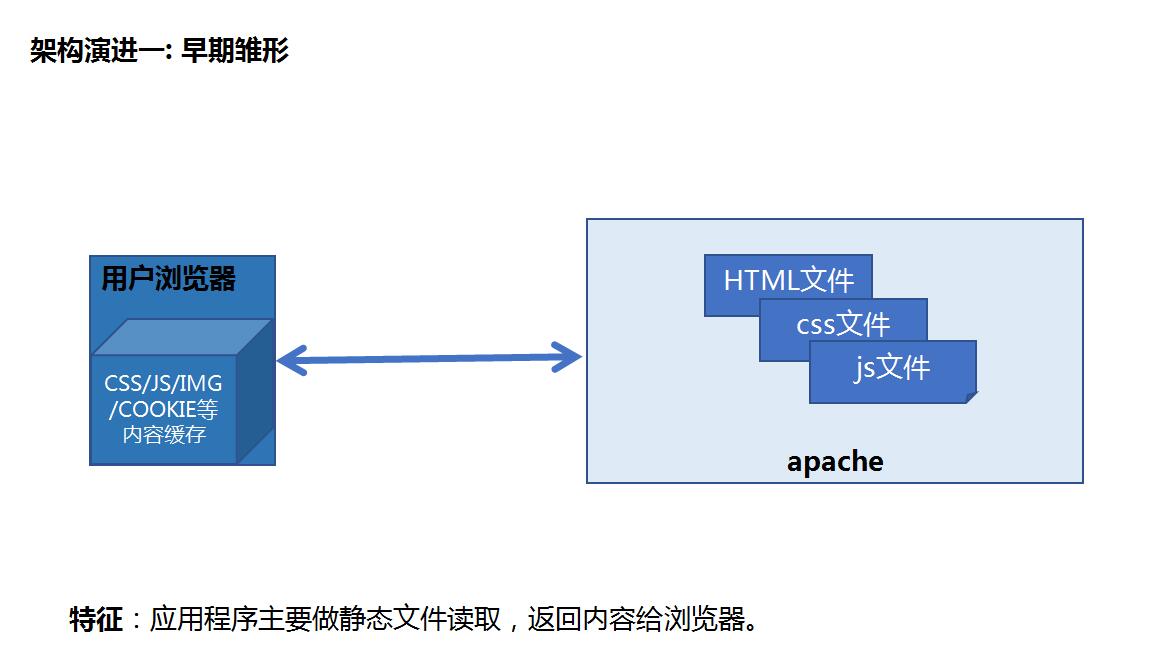 架构演进一: 早期雏形
用户浏览器
CSS/JS/IMG
/COOKIE等
内容缓存
HTML文件
css文件
js文件
apache
特征：应用程序主要做静态文件读取，返回内容给浏览器。